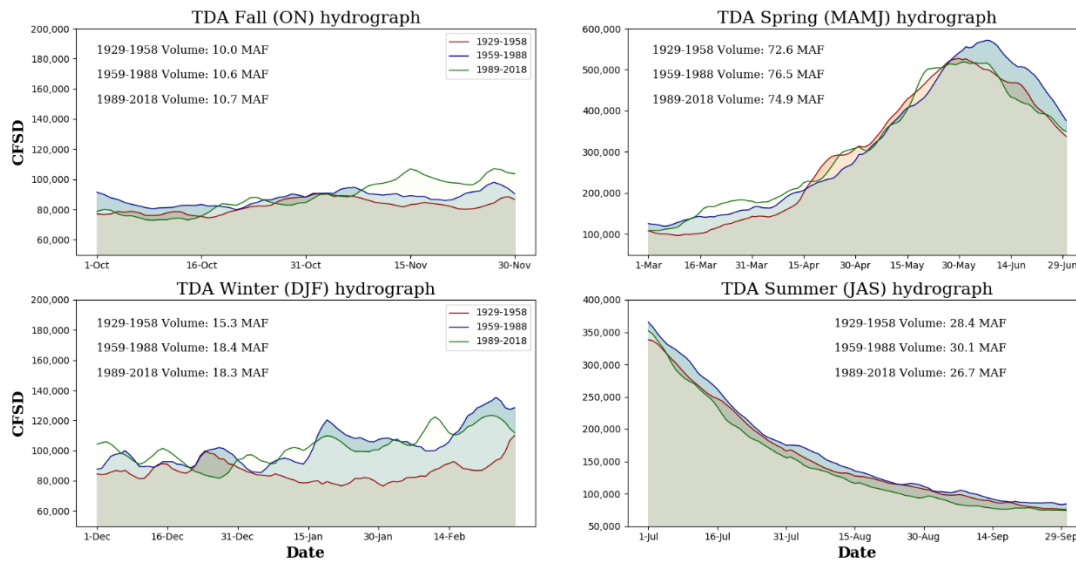 TDA Fall (ON) hydrograph
200,000
180,000
160,000
140,000
120,000
100,000
80,000
60,000
CFSD
1929-1958 Volume: 10.0 MAF
1959-1988 Volume: 10.6 MAF
1989-2018 Volume: 10.7 MAF
1929-1958
1959-1988
1989-2018
1-Oct 16-Oct 31-Oct 15-Nov 30-Nov
TDA Spring (MAMJ) hydrograph
600,000
500,000
400,000
300,000
200,000
100,000
1929-1958 Volume: 72.6 MAF
1959-1988 Volume: 76.5 MAF
1989-2018 Volume: 74.9 MAF
1-Mar 16-Mar 31-Mar 15-Apr 30-Apr 15-May 30-May 14-Jun 29-Jun
TDA Winter (DJF) hydrograph
200,000
180,000
160,000
140,000
120,000
100,000
80,000
60,000
CFSD
1929-1958 Volume: 15.3 MAF
1959-1988 Volume: 18.4 MAF
1989-2018 Volume: 18.3 MAF
1929-1958
1959-1988
1989-2018
1-Dec 16-Dec 31-Dec 15-Jan 30-Jan 14-Feb
Date
TDA Summer (JAS) hydrograph
400,000
350,000
300,000
250,000
200,000
150,000
100,000
50,000
1929-1958 Volume: 28.4 MAF
1959-1988 Volume: 30.1 MAF
1989-2018 Volume: 26.7 MAF
1-Jul 16-Jul 31-Jul 15-Aug 30-Aug 14-Sep 29-Sep
Date